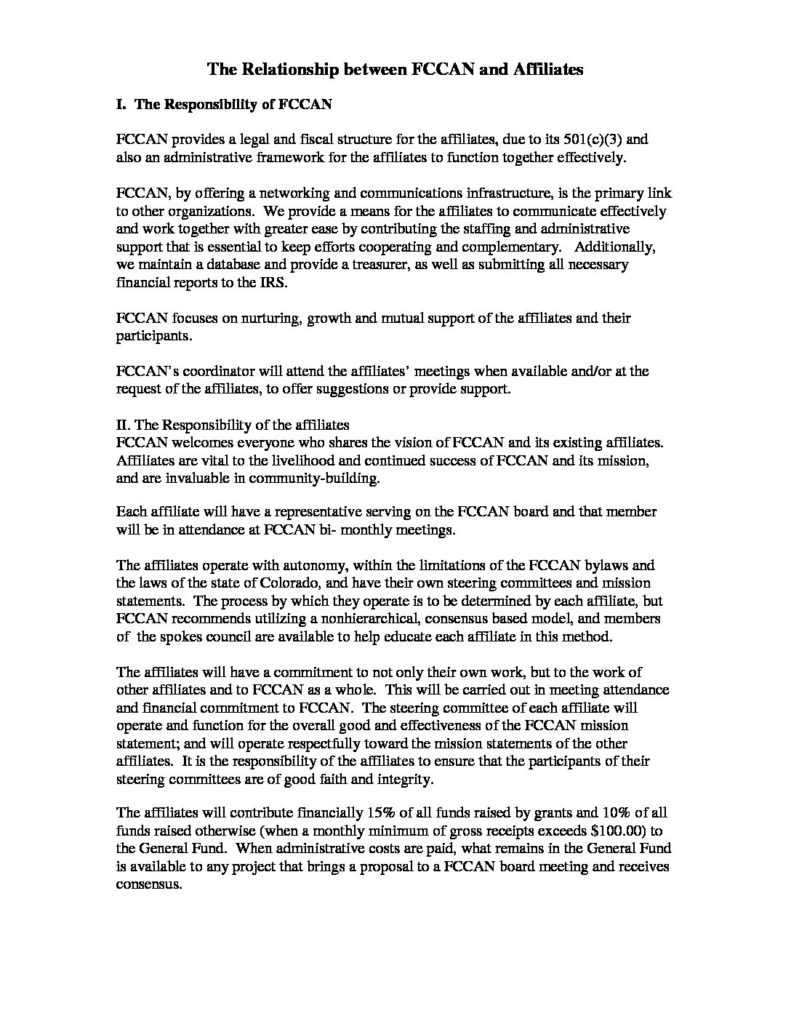 The Relationship between FCCAN and Affiliates
I. The Responsibility of FCCAN
FCCAN provides a legal and fiscal structure for the affiliates, due to its 501(c)(3) and
also an administrative framework for the affiliates to function together effectively.
FCCAN, by offering a networking and communications infrastructure, is the primary link
to other organizations. We provide a means for the affiliates to communicate effectively
and work together with greater ease by contributing the staffing and administrative
support that is essential to keep efforts cooperating and complementary. Additionally,
we maintain a database and provide a treasurer, as well as submitting all necessary
financial reports to the IRS.
FCCAN focuses on nurturing, growth and mutual support of the affiliates and their
participants.
FCCAN's coordinator will attend the affiliates' meetings when available and/or at the
request of the affiliates, to offer suggestions or provide support.
II. The Responsibility of the affiliates
FCCAN welcomes everyone who shares the vision of FCCAN and its existing affiliates.
Affiliates are vital to the livelihood and continued success of FCCAN and its mission,
and are invaluable in community-building.
Each affiliate will have a representative serving on the FCCAN board and that member
will be in attendance at FCCAN bi- monthly meetings.
The affiliates operate with autonomy, within the limitations of the FCCAN bylaws and
the laws of the state of Colorado, and have their own steering committees and mission
statements. The process by which they operate is to be determined by each affiliate, but
FCCAN recommends utilizing a nonhierarchical, consensus based model, and members
of the spokes council are available to help educate each affiliate in this method.
The affiliates will have a commitment to not only their own work, but to the work of
other affiliates and to FCCAN as a whole. This will be carried out in meeting attendance
and financial commitment to FCCAN. The steering committee of each affiliate will
operate and function for the overall good and effectiveness of the FCCAN mission
statement; and will operate respectfully toward the mission statements of the other
affiliates. It is the responsibility of the affiliates to ensure that the participants of their
steering committees are of good faith and integrity.
The affiliates will contribute financially 15% of all funds raised by grants and 10% of all
funds raised otherwise (when a monthly minimum of gross receipts exceeds $100.00) to
the General Fund. When administrative costs are paid, what remains in the General Fund
is available to any project that brings a proposal to a FCCAN board meeting and receives
consensus.